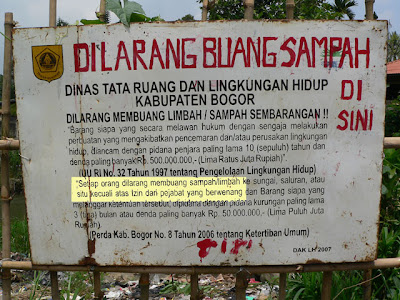 DILARANG BUANG SAMPAH
DI
SINI
DINAS TATA RUANG DAN LINGKUNGAN HIDUP
KABUPATEN BOGOR
DILARANG MEMBUANG LIMBAH / SAMPAH SEMBARANGAN !!
"Barang siapa yang secara melawan hukum dengan sengaja melakukan
perbuatan yang mengakibatkan pencemaran dan/atau perusakan lingkungan
hidup, diancam dengan pidana penjara paling lama 10 (sepuluh) tahun dan
denda paling banyak Rp. 500.000.000,- (Lima Ratus Juta Rupiah)".
(UU RI No. 32 Tahun 1997 tentang Pengelolaan Lingkungan Hidup)
"Setiap orang dilarang membuang sampah/limbah ke sungai, saluran, atau
situ kecuali atas Izin dari pejabat yang berwenang dan Barang siapa yang
melanggar ketentuan tersebut, dipidana dengan pidana kurungan paling lama
3 (tiga) bulan atau denda paling banyak Rp. 50.000.000,- (Lima Puluh Juta
Rupiah)
(Perda Kab. Bogor No. 8 Tahun 2006 tentang Ketertiban Umum)
DAK LH 2007